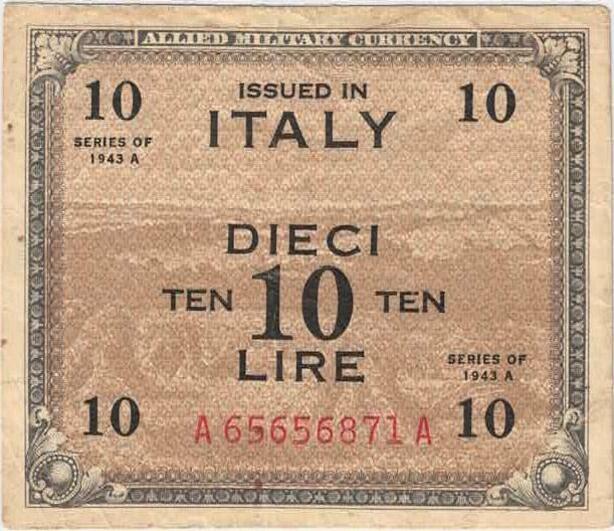 ALLIED MILITARY CURRENCY
10 ISSUED IN 10
ITALY
SERIES OF
1943 A
DIECI
TEN 10 TEN
LIRE
SERIES OF
1943 A
10 A65656871A 10